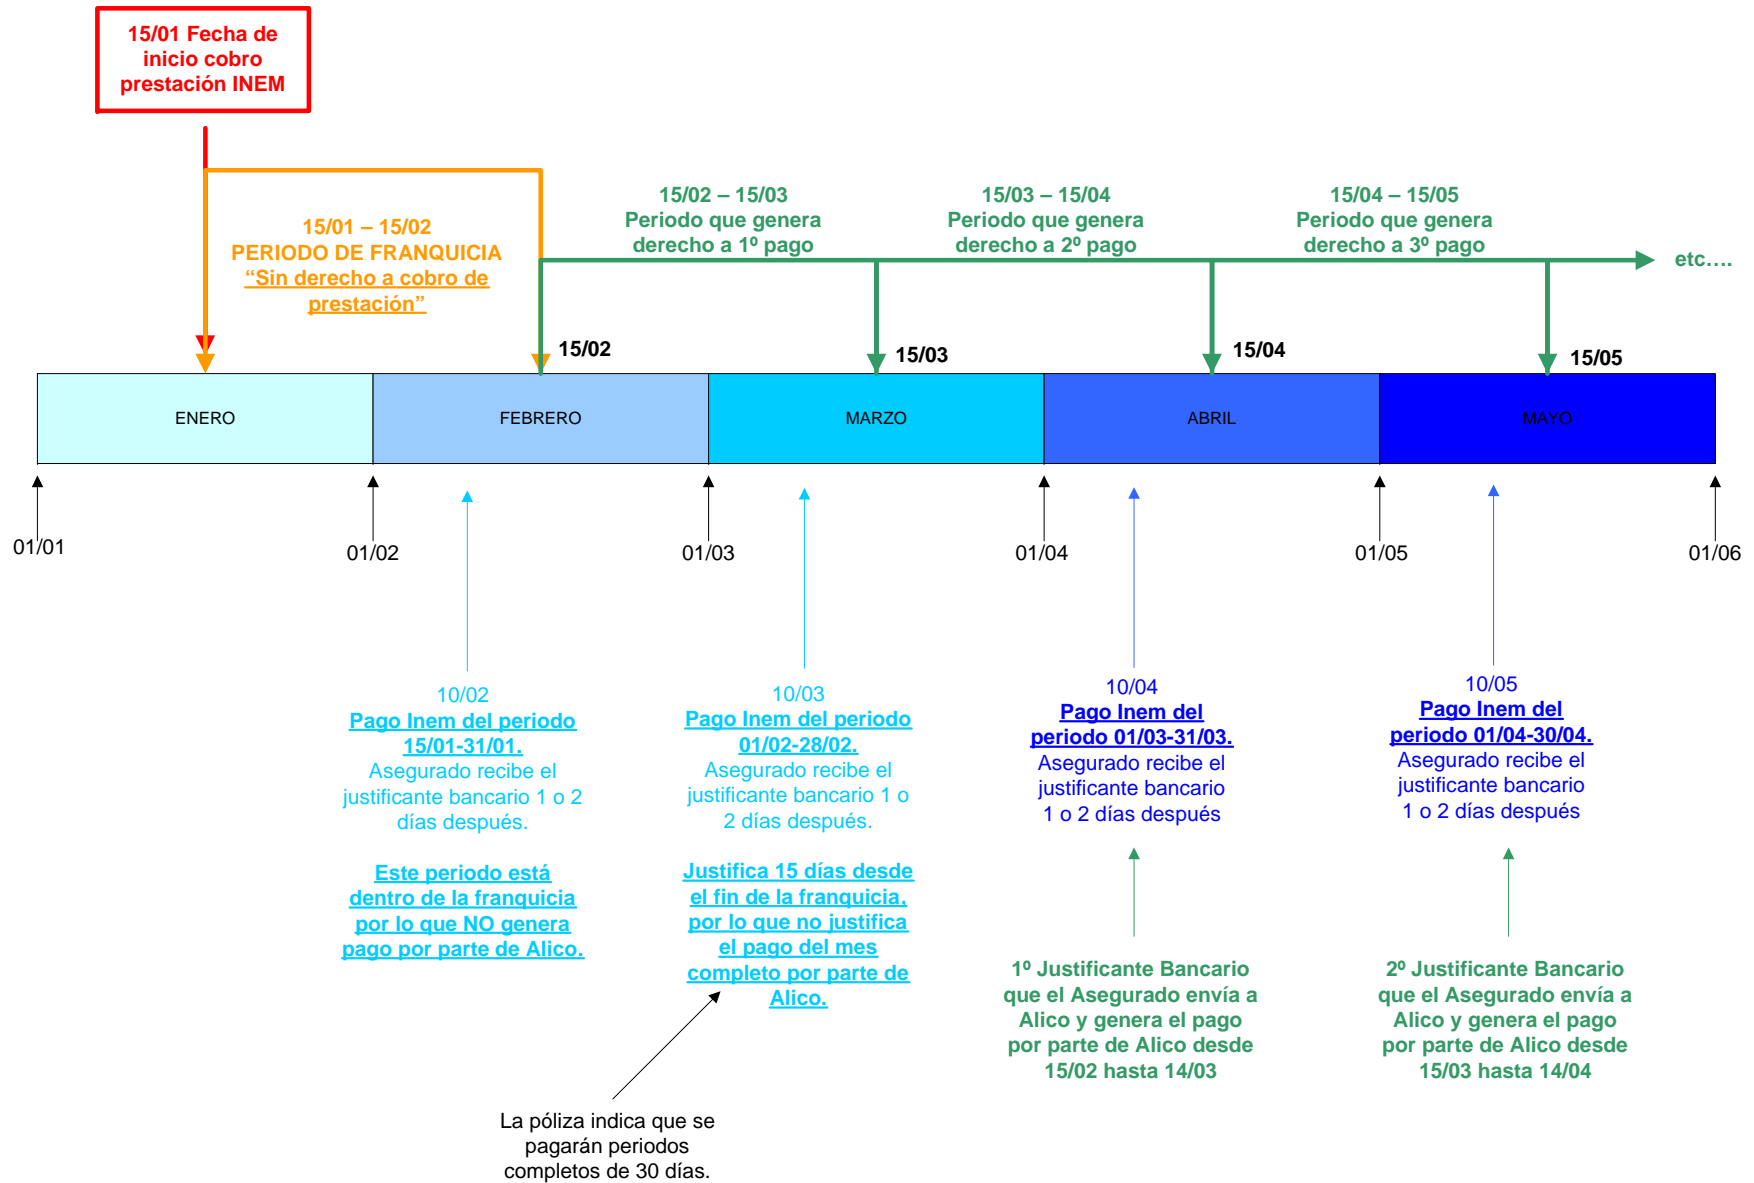 15/01 Fecha de
inicio cobro
prestación INEM
15/01 – 15/02
PERIODO DE FRANQUICIA
“Sin derecho a cobro de
prestación”
15/02 – 15/03
Periodo que genera
derecho a 1º pago
15/03 – 15/04
Periodo que genera
derecho a 2º pago
15/04 – 15/05
Periodo que genera
derecho a 3º pago
etc….
15/02
15/03
15/04
15/05
ENERO
FEBRERO
MARZO
ABRIL
MAYO
01/01
01/02
01/03
01/04
01/05
01/06
10/02
Pago Inem del periodo
15/01-31/01.
Asegurado recibe el
justificante bancario 1 o 2
días después.
Este periodo está
dentro de la franquicia
por lo que NO genera
pago por parte de Alico.
10/03
Pago Inem del periodo
01/02-28/02.
Asegurado recibe el
justificante bancario 1 o
2 días después.
Justifica 15 días desde
el fin de la franquicia,
por lo que no justifica
el pago del mes
completo por parte de
Alico.
10/04
Pago Inem del
periodo 01/03-31/03.
Asegurado recibe el
justificante bancario
1 o 2 días después
1º Justificante Bancario
que el Asegurado envía a
Alico y genera el pago
por parte de Alico desde
15/02 hasta 14/03
10/05
Pago Inem del
periodo 01/04-30/04.
Asegurado recibe el
justificante bancario
1 o 2 días después
2º Justificante Bancario
que el Asegurado envía a
Alico y genera el pago
por parte de Alico desde
15/03 hasta 14/04
La póliza indica que se
pagarán periodos
completos de 30 días.